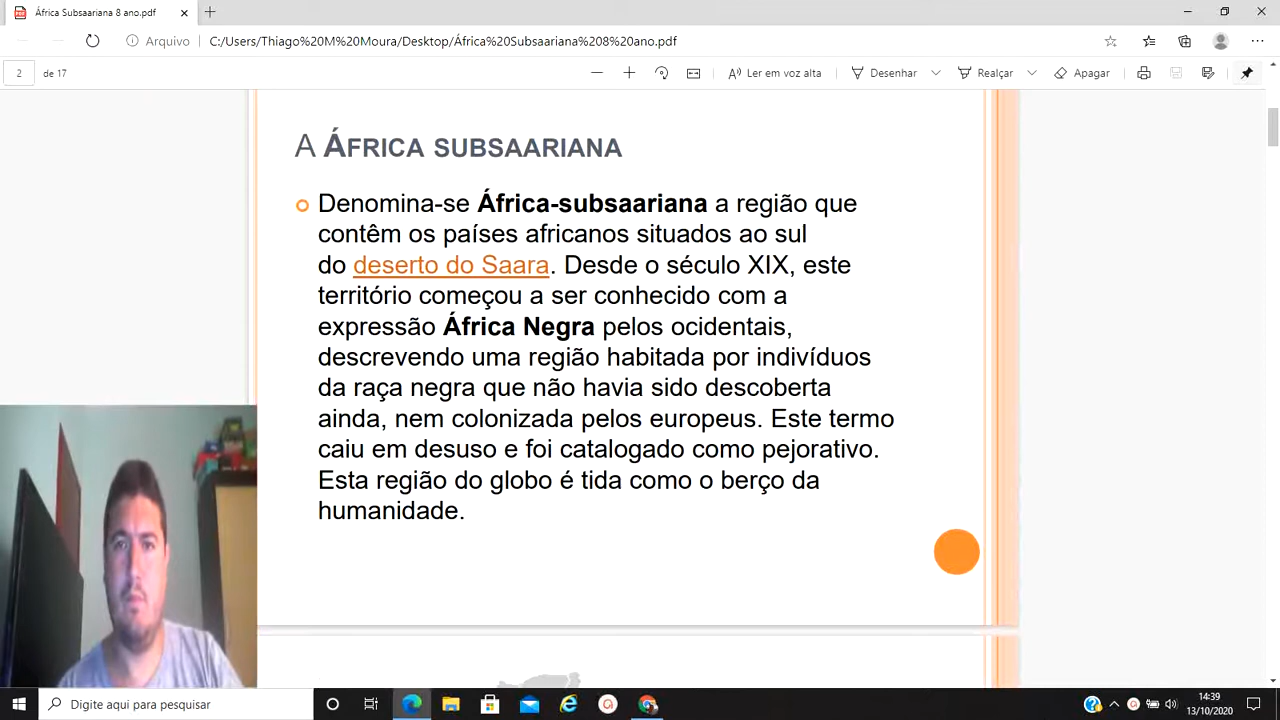 África Subsaariana 8 ano.pdf
Arquivo
C:/Users/Thiago%20M%20Moura/Desktop/África%20Subsaariana%208%20ano.pdf
2 de 17
Ler em voz alta
Desenhar
Realçar
Apagar
A ÁFRICA SUBSAARIANA
Denomina-se África-subsaariana a região que
contêm os países africanos situados ao sul
do deserto do Saara. Desde o século XIX, este
território começou a ser conhecido com a
expressão África Negra pelos ocidentais,
descrevendo uma região habitada por indivíduos
da raça negra que não havia sido descoberta
ainda, nem colonizada pelos europeus. Este termo
caiu em desuso e foi catalogado como pejorativo.
Esta região do globo é tida como o berço da
humanidade.
Digite aqui para pesquisar
14:39
13/10/2020